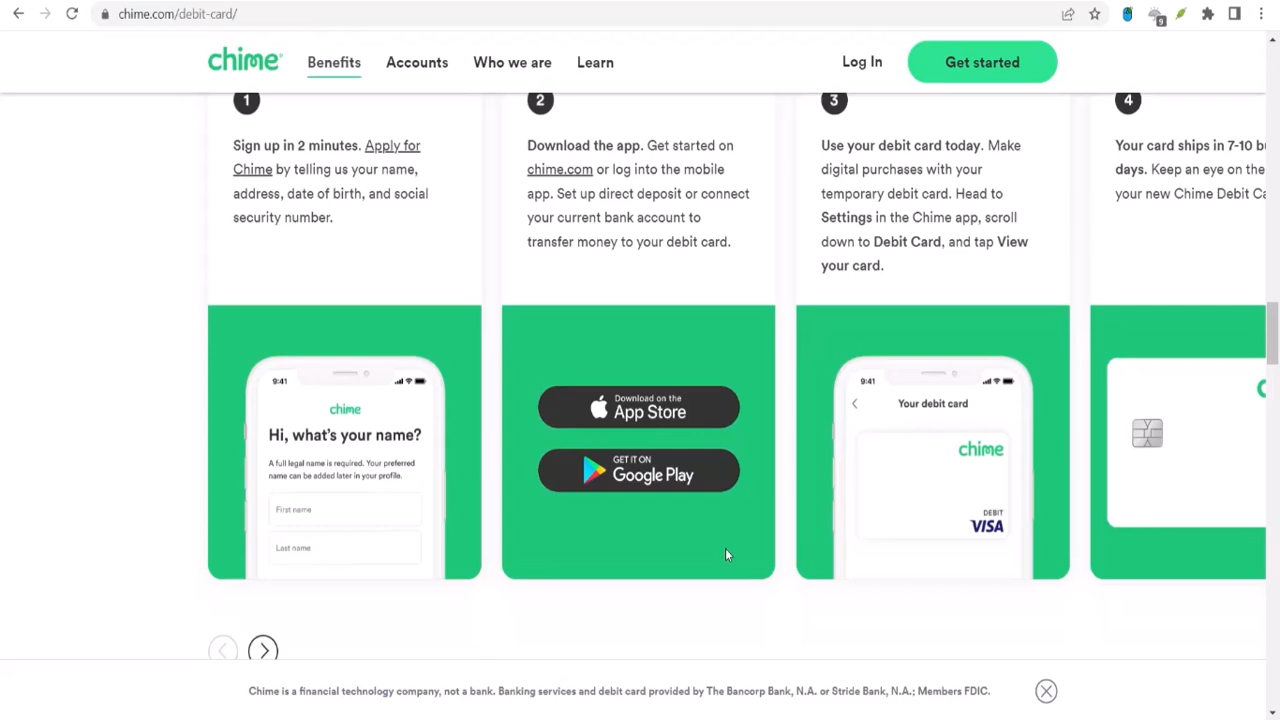 chime.com/debit-card/
9
chime
Benefits
Accounts
Who we are
Learn
Log In
Get started
1
Sign up in 2 minutes. Apply for
Chime by telling us your name,
address, date of birth, and social
security number.
9:41
chime
Hi, what's your name?
A full legal name is required. Your preferred
name can be added later in your profile.
First name
Last name
2
Download the app. Get started on
chime.com or log into the mobile
app. Set up direct deposit or connect
your current bank account to
transfer money to your debit card.
Download on the
App Store
GET IT ON
Google Play
3
Use your debit card today. Make
digital purchases with your
temporary debit card. Head to
Settings in the Chime app, scroll
down to Debit Card, and tap View
your card.
9:41
Your debit card
chime
DEBIT
VISA
4
Your card ships in 7-10 bu
days. Keep an eye on the
your new Chime Debit Ca
Chime is a financial technology company, not a bank. Banking services and debit card provided by The Bancorp Bank, N.A. or Stride Bank, N.A.; Members FDIC.